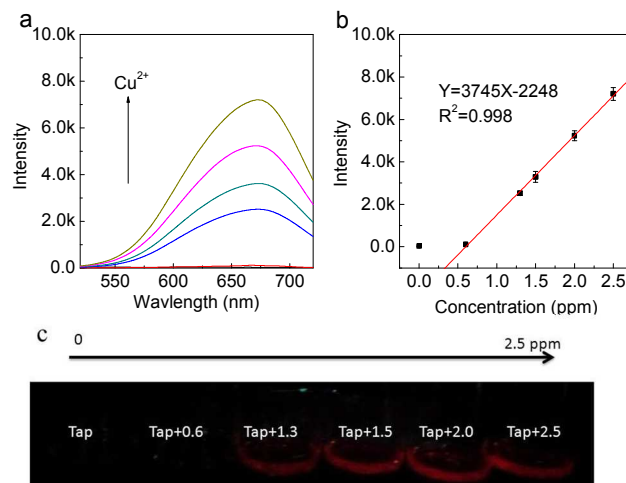 a
10.0k
8.0k
6.0k
4.0k
2.0k
0.0
Intensity
Cu²⁺
550
600
650
700
Wavlength (nm)
b
10.0k
8.0k
6.0k
4.0k
2.0k
0.0
Intensity
Y=3745X-2248
R²=0.998
0.0
0.5
1.0
1.5
2.0
2.5
Concentration (ppm)
c
0
2.5 ppm
Tap
Tap+0.6
Tap+1.3
Tap+1.5
Tap+2.0
Tap+2.5